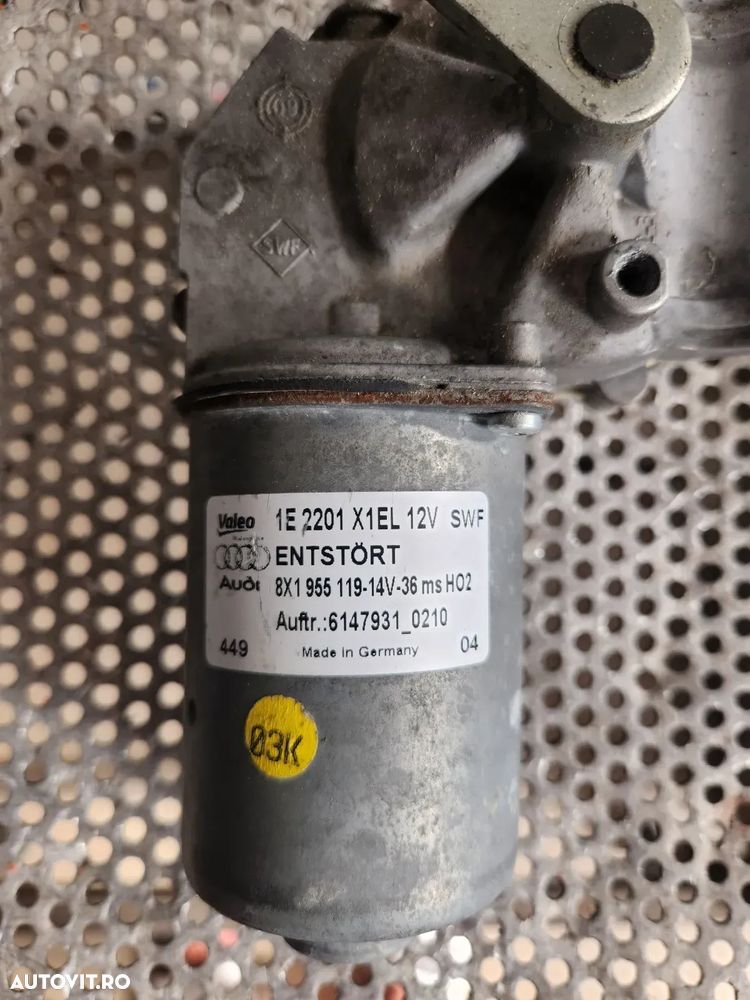 SWF
Valeo
1E 2201 X1EL 12V SWF
ENTSTÖRT
Audi
8X1 955 119-14V-36 ms HO2
Auftr.:6147931_0210
449 Made in Germany 04
03K
AUTOVIT.RO